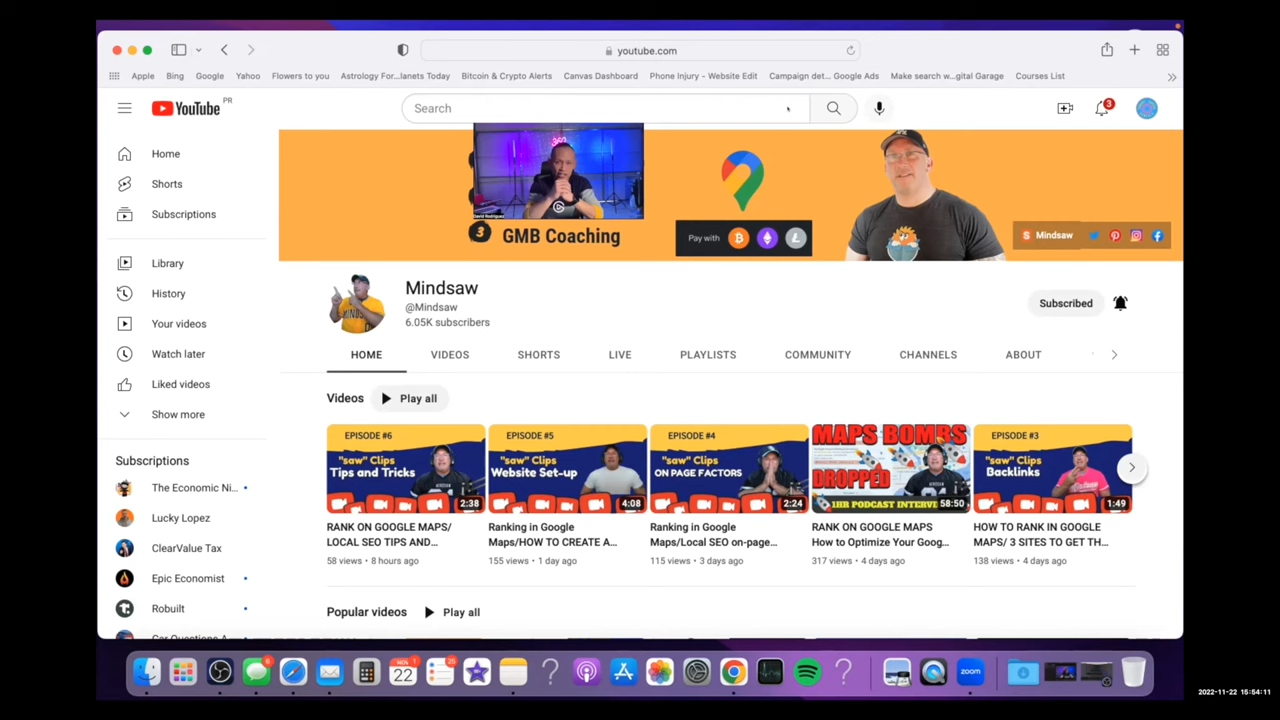 youtube.com
Apple Bing Google Yahoo Flowers to you Astrology For...lanets Today Bitcoin & Crypto Alerts Canvas Dashboard Phone Injury - Website Edit Campaign det... Google Ads Make search w...gital Garage Courses List
YouTube PR
Search
3
Home
Shorts
Subscriptions
Library
History
Your videos
Watch later
Liked videos
Show more
Subscriptions
The Economic Ni...
Lucky Lopez
ClearValue Tax
Epic Economist
Robuilt
360
David Rodriguez
3 GMB Coaching
Pay with
Mindsaw
Mindsaw
@Mindsaw
6.05K subscribers
Subscribed
HOME VIDEOS SHORTS LIVE PLAYLISTS COMMUNITY CHANNELS ABOUT
Videos Play all
EPISODE #6
"saw" Clips
Tips and Tricks
2:38
RANK ON GOOGLE MAPS/
LOCAL SEO TIPS AND...
58 views • 8 hours ago
EPISODE #5
"saw" Clips
Website Set-up
4:08
Ranking in Google
Maps/HOW TO CREATE A...
155 views • 1 day ago
EPISODE #4
"saw" Clips
ON PAGE FACTORS
2:24
Ranking in Google
Maps/Local SEO on-page...
115 views • 3 days ago
MAPS BOMBS
DROPPED
1HR PODCAST INTERV
58:50
RANK ON GOOGLE MAPS
How to Optimize Your Goog...
317 views • 4 days ago
EPISODE #3
"saw" Clips
Backlinks
1:49
HOW TO RANK IN GOOGLE
MAPS/ 3 SITES TO GET TH...
138 views • 4 days ago
Popular videos Play all
NOV
22
zoom
2022-11-22 15:54:11